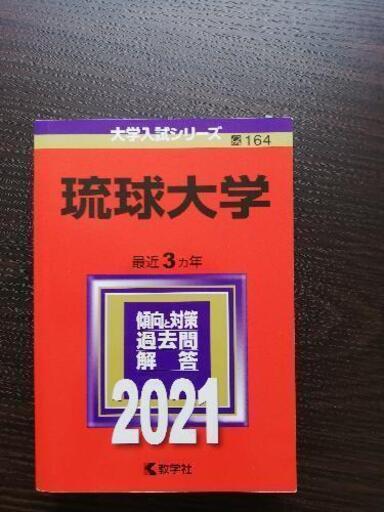 大学入試シリーズ 164
琉球大学
最近3カ年
傾向と対策
過去問
解答
2021
教学社